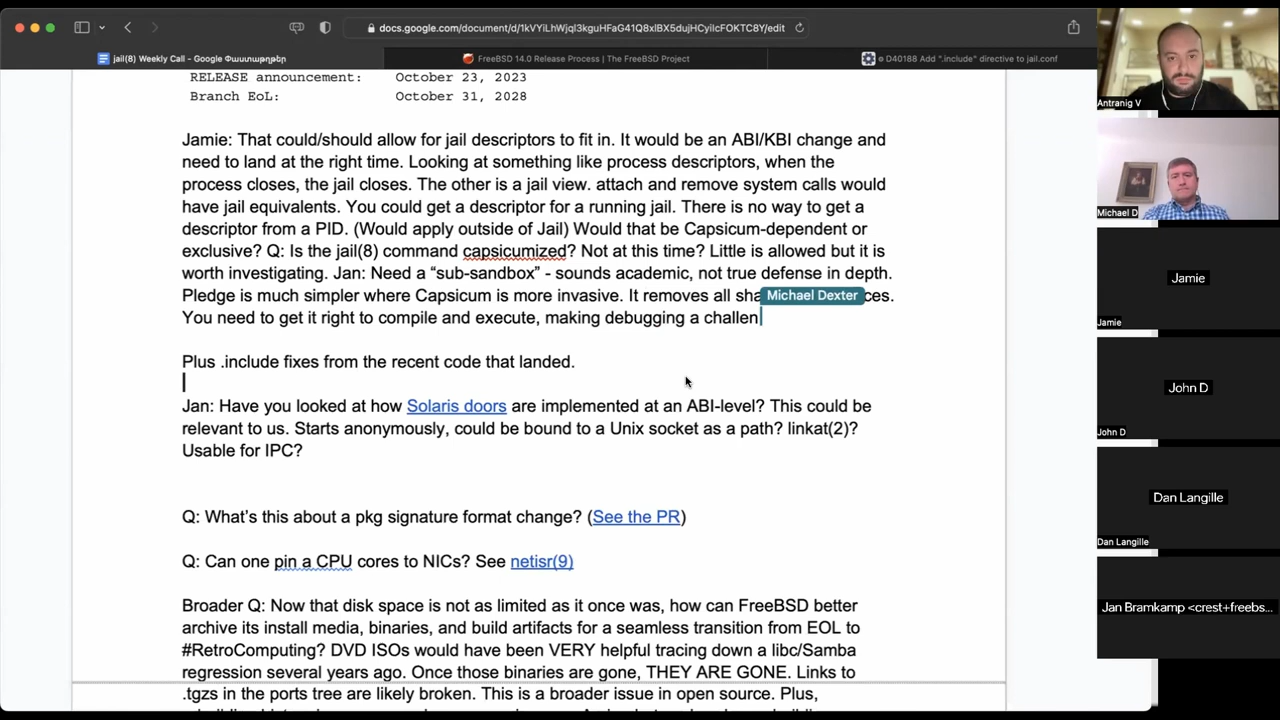 docs.google.com/document/d/1kVYiLhWjqI3kguHFaG41Q8xlBX5dujHCyilcFOKTC8Y/edit
jail(8) Weekly Call - Google Փաստաթղթեր
FreeBSD 14.0 Release Process | The FreeBSD Project
D40188 Add ".include" directive to jail.conf
RELEASE announcement: October 23, 2023
Branch EoL: October 31, 2028
Jamie: That could/should allow for jail descriptors to fit in. It would be an ABI/KBI change and
need to land at the right time. Looking at something like process descriptors, when the
process closes, the jail closes. The other is a jail view. attach and remove system calls would
have jail equivalents. You could get a descriptor for a running jail. There is no way to get a
descriptor from a PID. (Would apply outside of Jail) Would that be Capsicum-dependent or
exclusive? Q: Is the jail(8) command capsicumized? Not at this time? Little is allowed but it is
worth investigating. Jan: Need a “sub-sandbox” - sounds academic, not true defense in depth.
Pledge is much simpler where Capsicum is more invasive. It removes all sha ces.
Michael Dexter
You need to get it right to compile and execute, making debugging a challen
Plus .include fixes from the recent code that landed.
Jan: Have you looked at how Solaris doors are implemented at an ABI-level? This could be
relevant to us. Starts anonymously, could be bound to a Unix socket as a path? linkat(2)?
Usable for IPC?
Q: What’s this about a pkg signature format change? (See the PR)
Q: Can one pin a CPU cores to NICs? See netisr(9)
Broader Q: Now that disk space is not as limited as it once was, how can FreeBSD better
archive its install media, binaries, and build artifacts for a seamless transition from EOL to
#RetroComputing? DVD ISOs would have been VERY helpful tracing down a libc/Samba
regression several years ago. Once those binaries are gone, THEY ARE GONE. Links to
.tgzs in the ports tree are likely broken. This is a broader issue in open source. Plus,
Antranig V
Michael D
Jamie
Jamie
John D
John D
Dan Langille
Dan Langille
Jan Bramkamp <crest+freebs...